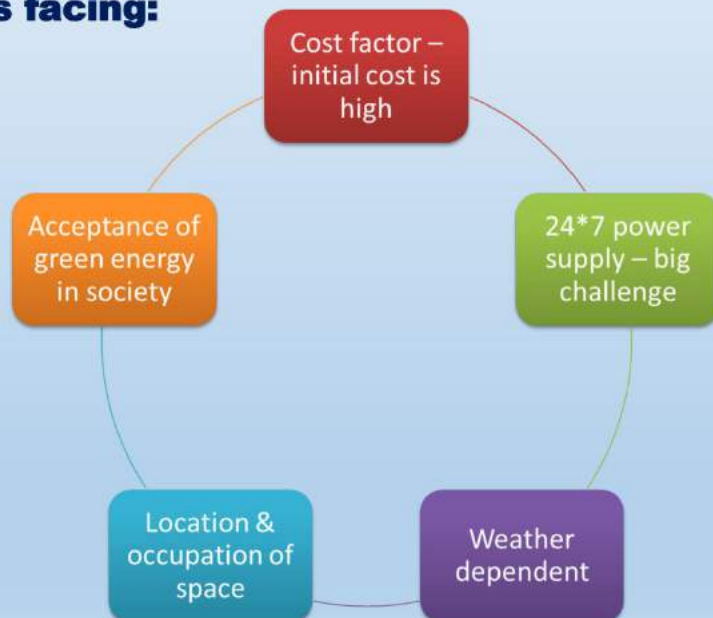 s facing:
Cost factor –
initial cost is
high
24*7 power
supply – big
challenge
Weather
dependent
Location &
occupation of
space
Acceptance of
green energy
in society